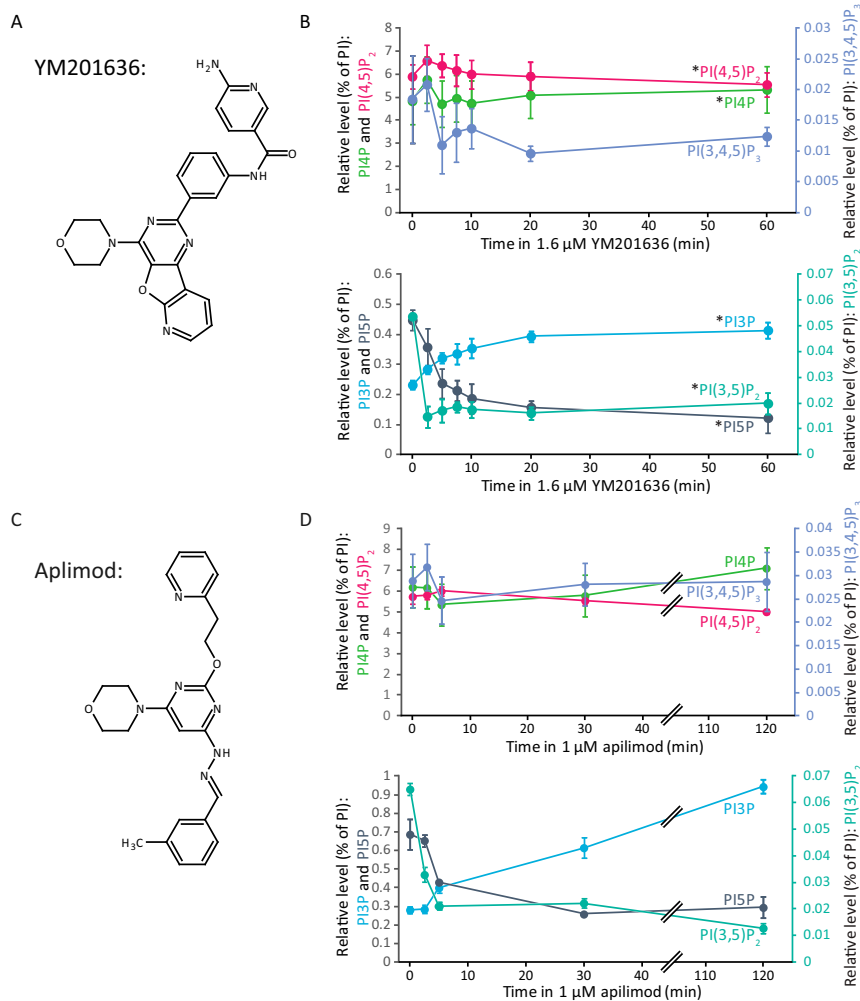 A
YM201636:
H₂N
N
O
NH
N
N
N
O
O
N
B
Relative level (% of PI):
PI4P and PI(4,5)P₂
8
7
6
5
4
3
2
1
0
0.03
0.025
0.02
0.015
0.01
0.005
0
Relative level (% of PI): PI(3,4,5)P₃
*PI(4,5)P₂
*PI4P
PI(3,4,5)P₃
0 10 20 30 40 50 60
Time in 1.6 µM YM201636 (min)
Relative level (% of PI):
PI3P and PI5P
0.6
0.5
0.4
0.3
0.2
0.1
0
0.07
0.06
0.05
0.04
0.03
0.02
0.01
0
Relative level (% of PI): PI(3,5)P₂
*PI3P
*PI(3,5)P₂
*PI5P
0 10 20 30 40 50 60
Time in 1.6 µM YM201636 (min)
C
Aplimod:
N
O
N
N
O
N
NH
N
H₃C
D
Relative level (% of PI):
PI4P and PI(4,5)P₂
9
8
7
6
5
4
3
2
1
0
0.04
0.035
0.03
0.025
0.02
0.015
0.01
0.005
0
Relative level (% of PI): PI(3,4,5)P₃
PI4P
PI(3,4,5)P₃
PI(4,5)P₂
0 10 20 30 40 110 120
Time in 1 µM apilimod (min)
Relative level (% of PI):
PI3P and PI5P
1
0.9
0.8
0.7
0.6
0.5
0.4
0.3
0.2
0.1
0
0.07
0.06
0.05
0.04
0.03
0.02
0.01
0
Relative level (% of PI): PI(3,5)P₂
PI3P
PI5P
PI(3,5)P₂
0 10 20 30 40 110 120
Time in 1 µM apilimod (min)